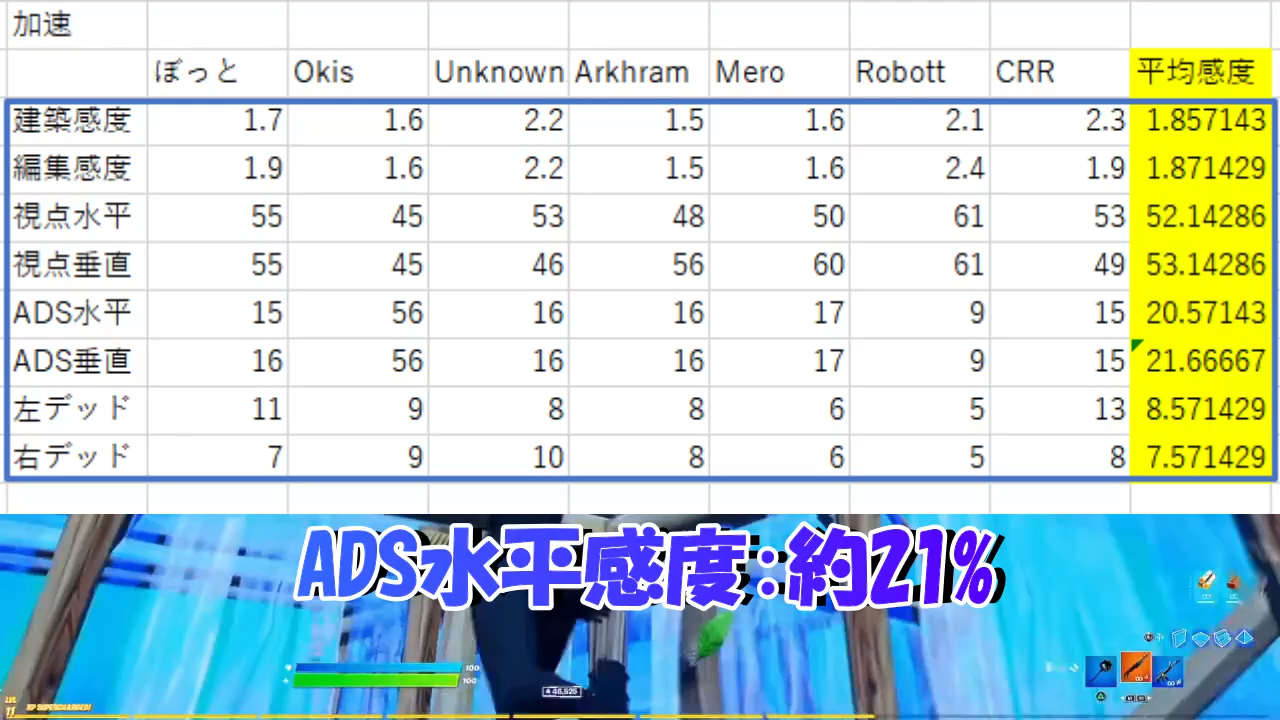 加速
ぼっと Okis Unknown Arkhram Mero Robott CRR 平均感度
建築感度 1.7 1.6 2.2 1.5 1.6 2.1 2.3 1.857143
編集感度 1.9 1.6 2.2 1.5 1.6 2.4 1.9 1.871429
視点水平 55 45 53 48 50 61 53 52.14286
視点垂直 55 45 46 56 60 61 49 53.14286
ADS水平 15 56 16 16 17 9 15 20.57143
ADS垂直 16 56 16 16 17 9 15 21.66667
左デッド 11 9 8 8 6 5 13 8.571429
右デッド 7 9 10 8 6 5 8 7.571429
ADS水平感度:約21%
100
100
LVL
XP SUPERCHARGED!